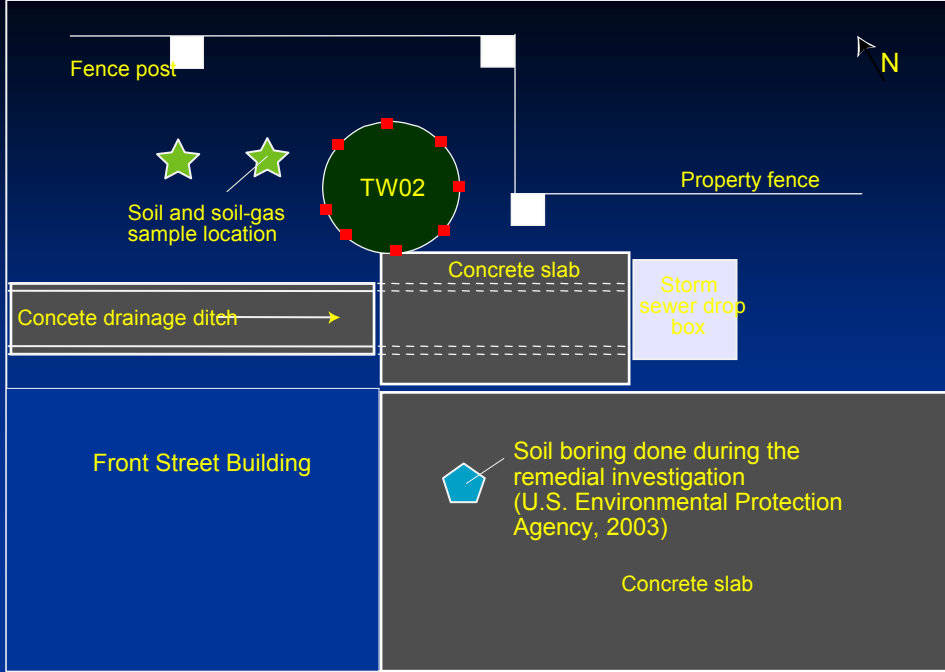 Fence post
N
TW02
Property fence
Soil and soil-gas
sample location
Concrete slab
Storm
sewer drop
box
Concete drainage ditch
Front Street Building
Soil boring done during the
remedial investigation
(U.S. Environmental Protection
Agency, 2003)
Concrete slab